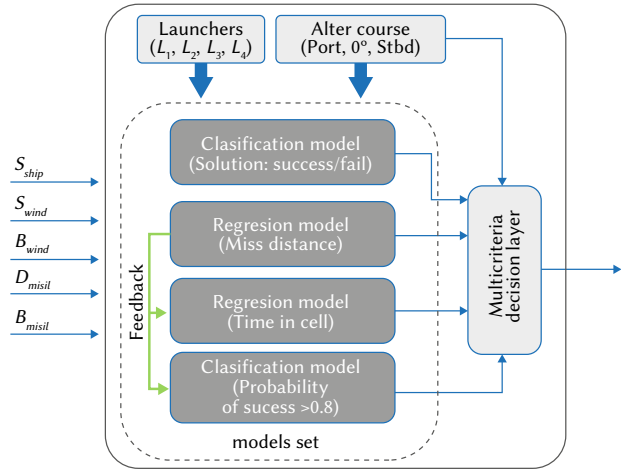 Launchers
(L1, L2, L3, L4)
Alter course
(Port, 0º, Stbd)
Sship
Swind
Bwind
Dmisil
Bmisil
Feedback
Clasification model
(Solution: success/fail)
Regresion model
(Miss distance)
Regresion model
(Time in cell)
Clasification model
(Probability
of sucess >0.8)
models set
Multicriteria
decision layer